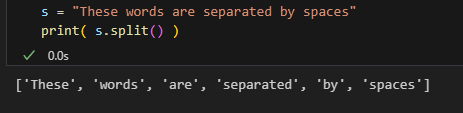 s = "These words are separated by spaces"
print( s.split() )
0.0s
['These', 'words', 'are', 'separated', 'by', 'spaces']